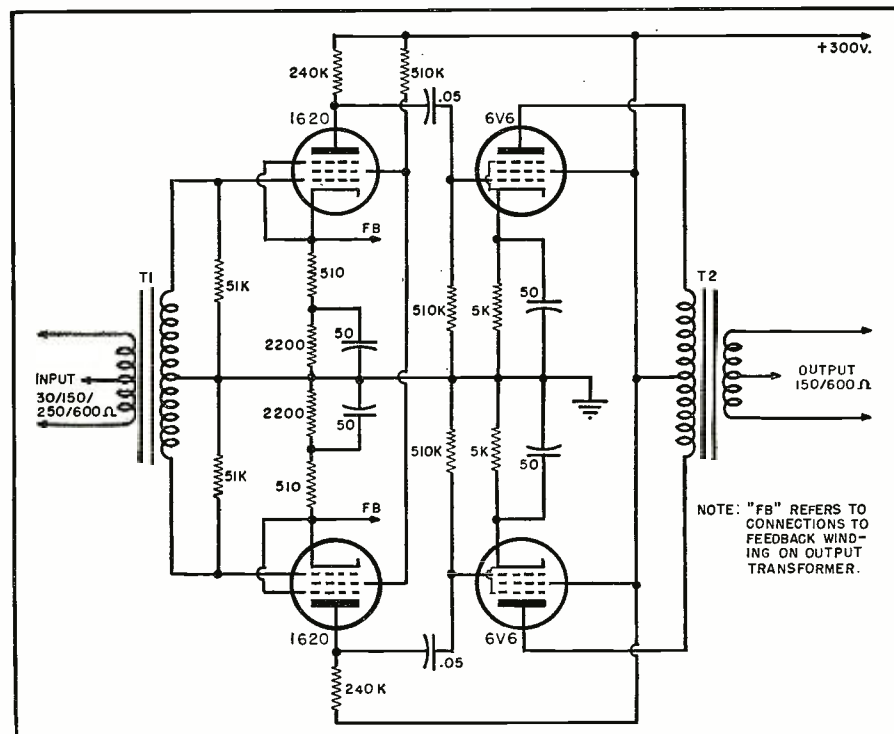 +300V.
240K
510K
.05
1620
6V6
FB
T1
T2
51K
510
50
510K
5K
50
2200
INPUT
30/150/
250/600Ω
OUTPUT
150/600Ω
2200
50
51K
510K
5K
50
510
FB
NOTE: "FB" REFERS TO
CONNECTIONS TO
FEEDBACK WIND-
ING ON OUTPUT
TRANSFORMER.
1620
6V6
.05
240K